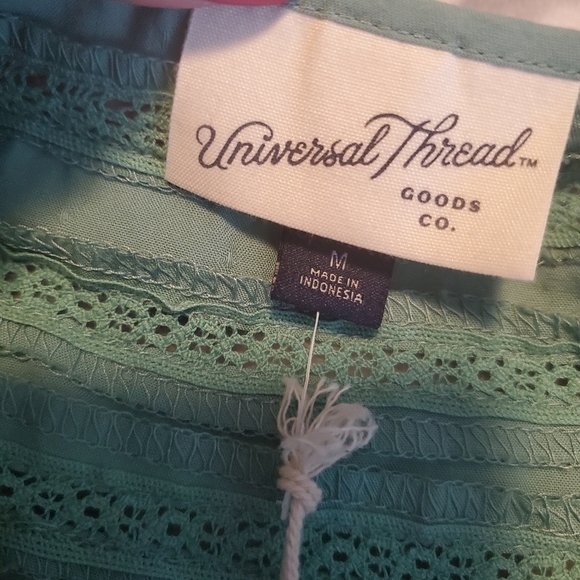 Universal Thread™
GOODS
CO.
M
MADE IN
INDONESIA